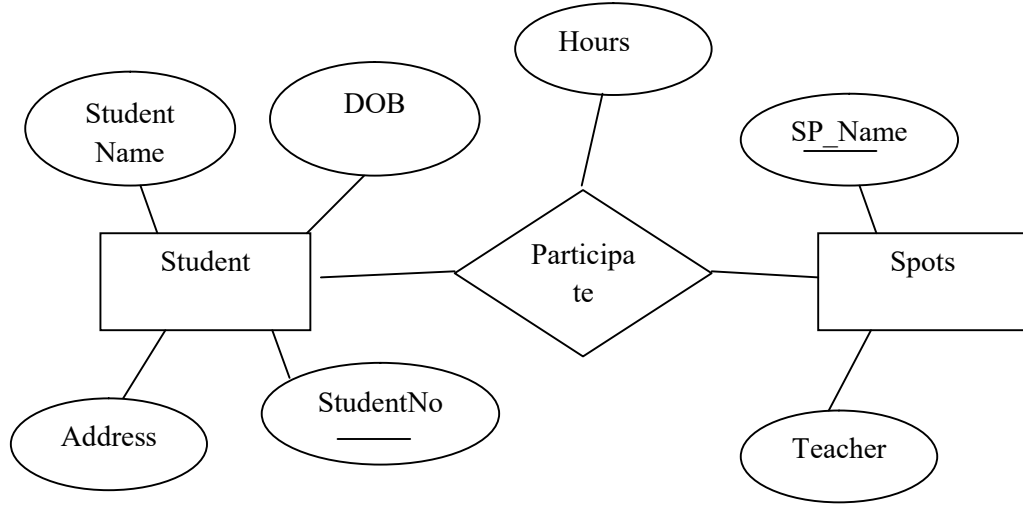 Hours
Student
Name
DOB
SP_Name
Student
Participa
te
Spots
Address
StudentNo
Teacher